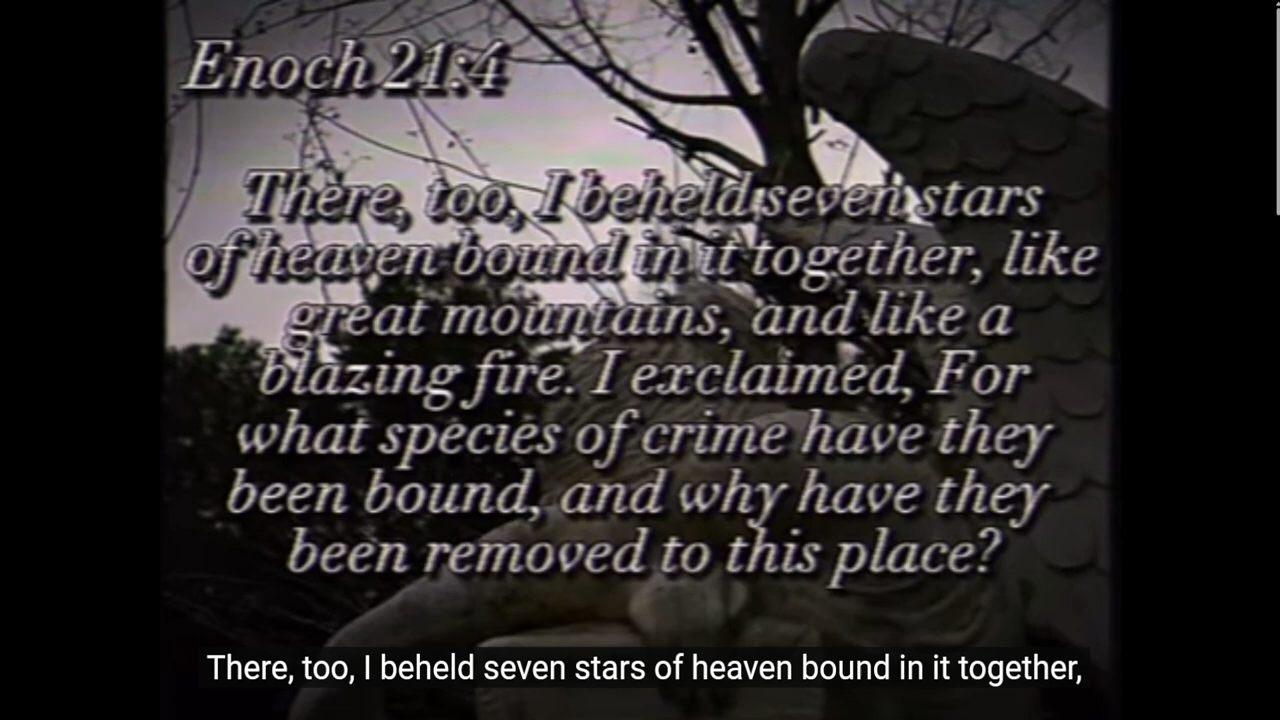 Enoch 21:4
There, too, I beheld seven stars
of heaven bound in it together, like
great mountains, and like a
blazing fire. I exclaimed, For
what species of crime have they
been bound, and why have they
been removed to this place?
There, too, I beheld seven stars of heaven bound in it together,